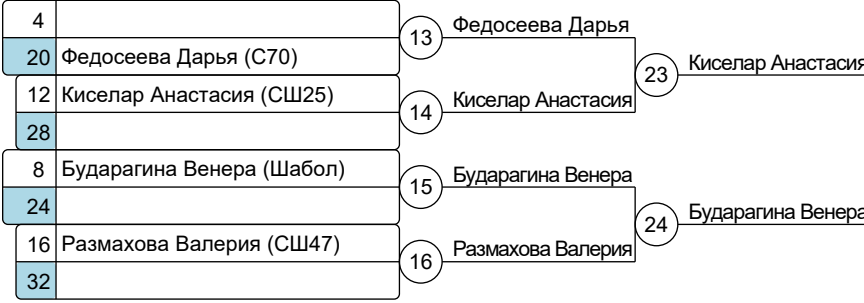 4
13
Федосеева Дарья
20 Федосеева Дарья (С70)
23
Киселар Анастасия
12 Киселар Анастасия (СШ25)
14
Киселар Анастасия
28
8 Бударагина Венера (Шабол)
15
Бударагина Венера
24
24
Бударагина Венера
16 Размахова Валерия (СШ47)
16
Размахова Валерия
32